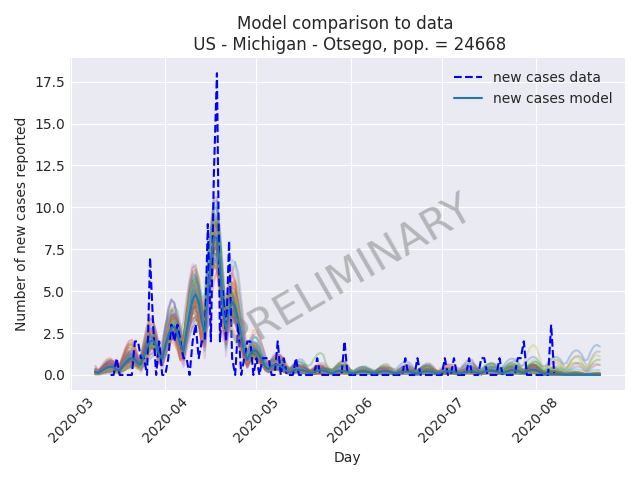 Model comparison to data
US - Michigan - Otsego, pop. = 24668
new cases data
new cases model
Number of new cases reported
17.5
15.0
12.5
10.0
7.5
5.0
2.5
0.0
PRELIMINARY
2020-03
2020-04
2020-05
2020-06
2020-07
2020-08
Day